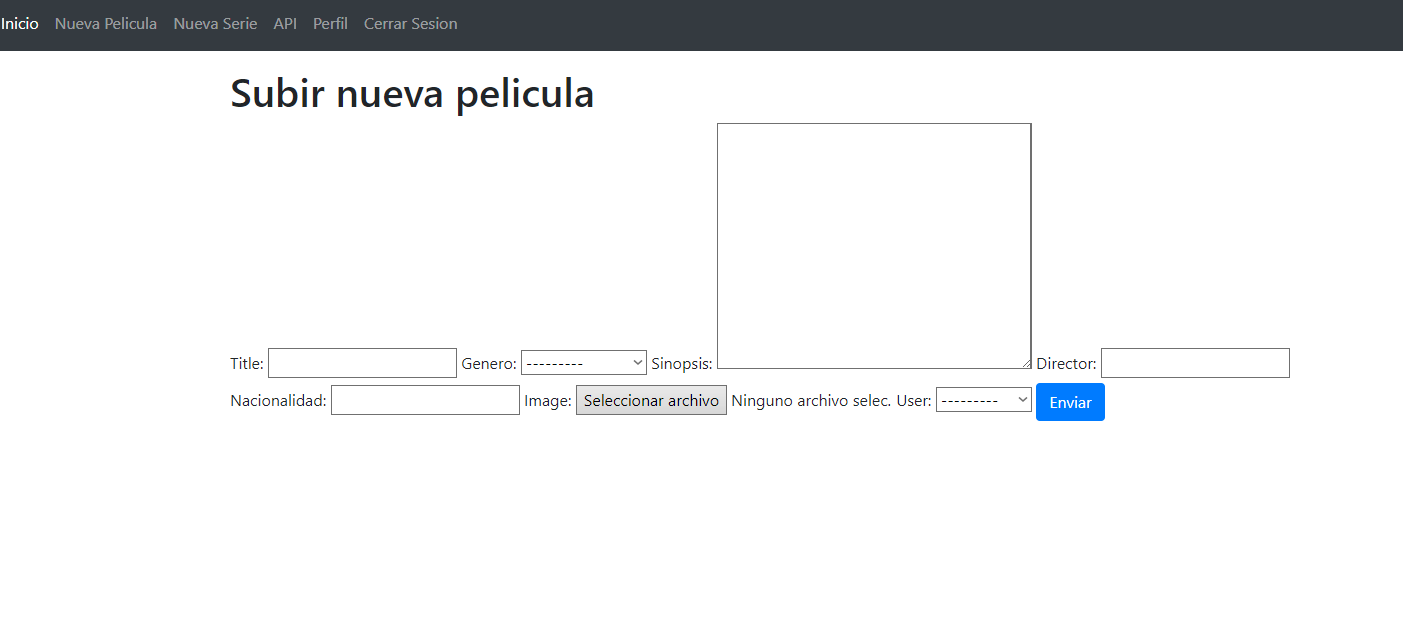 Inicio Nueva Pelicula Nueva Serie API Perfil Cerrar Sesion
Subir nueva pelicula
Title: Genero: --------- Sinopsis: Director:
Nacionalidad: Image: Seleccionar archivo Ninguno archivo selec. User: --------- Enviar